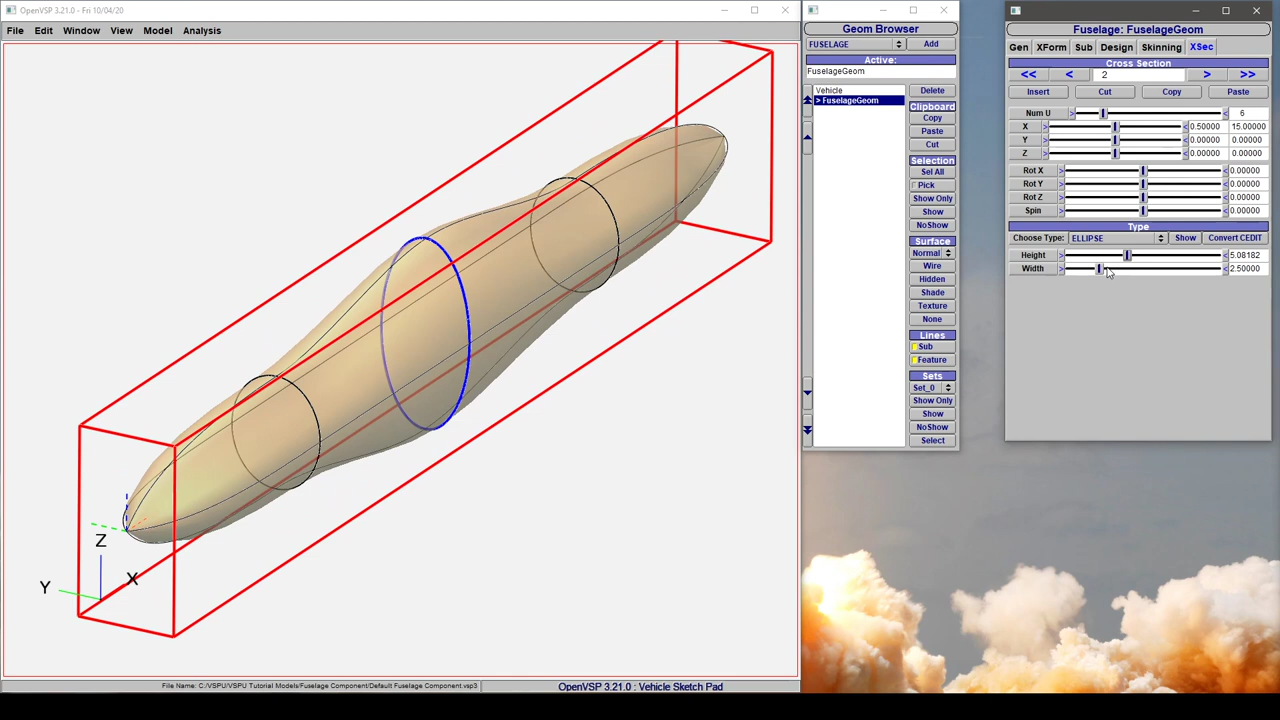 OpenVSP 3.21.0 - Fri 10/04/20
File Edit Window View Model Analysis
Z
Y
X
File Name: C:/VSPU/VSPU Tutorial Models/Fuselage Component/Default Fuselage Component.vsp3
OpenVSP 3.21.0 : Vehicle Sketch Pad
Geom Browser
FUSELAGE Add
Active:
FuselageGeom
Vehicle
> FuselageGeom
Delete
Clipboard
Copy
Paste
Cut
Selection
Sel All
Pick
Show Only
Show
NoShow
Surface
Normal
Wire
Hidden
Shade
Texture
None
Lines
Sub
Feature
Sets
Set_0
Show Only
Show
NoShow
Select
Fuselage: FuselageGeom
Gen XForm Sub Design Skinning XSec
Cross Section
<< < 2 > >>
Insert Cut Copy Paste
Num U > < 6
X > < 0.50000 15.00000
Y > < 0.00000 0.00000
Z > < 0.00000 0.00000
Rot X > < 0.00000
Rot Y > < 0.00000
Rot Z > < 0.00000
Spin > < 0.00000
Type
Choose Type: ELLIPSE Show Convert CEDIT
Height > < 5.08182
Width > < 2.50000